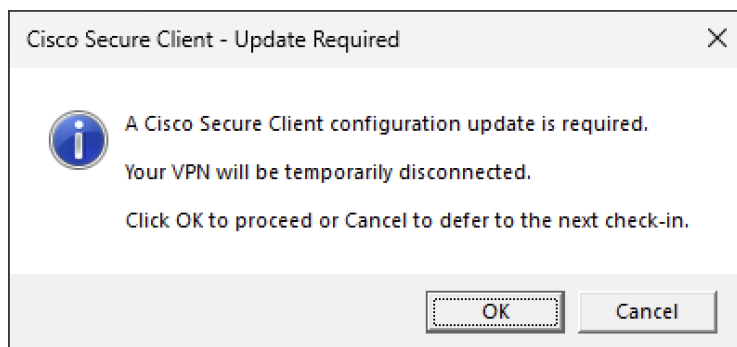 Cisco Secure Client - Update Required
A Cisco Secure Client configuration update is required.
Your VPN will be temporarily disconnected.
Click OK to proceed or Cancel to defer to the next check-in.
OK Cancel